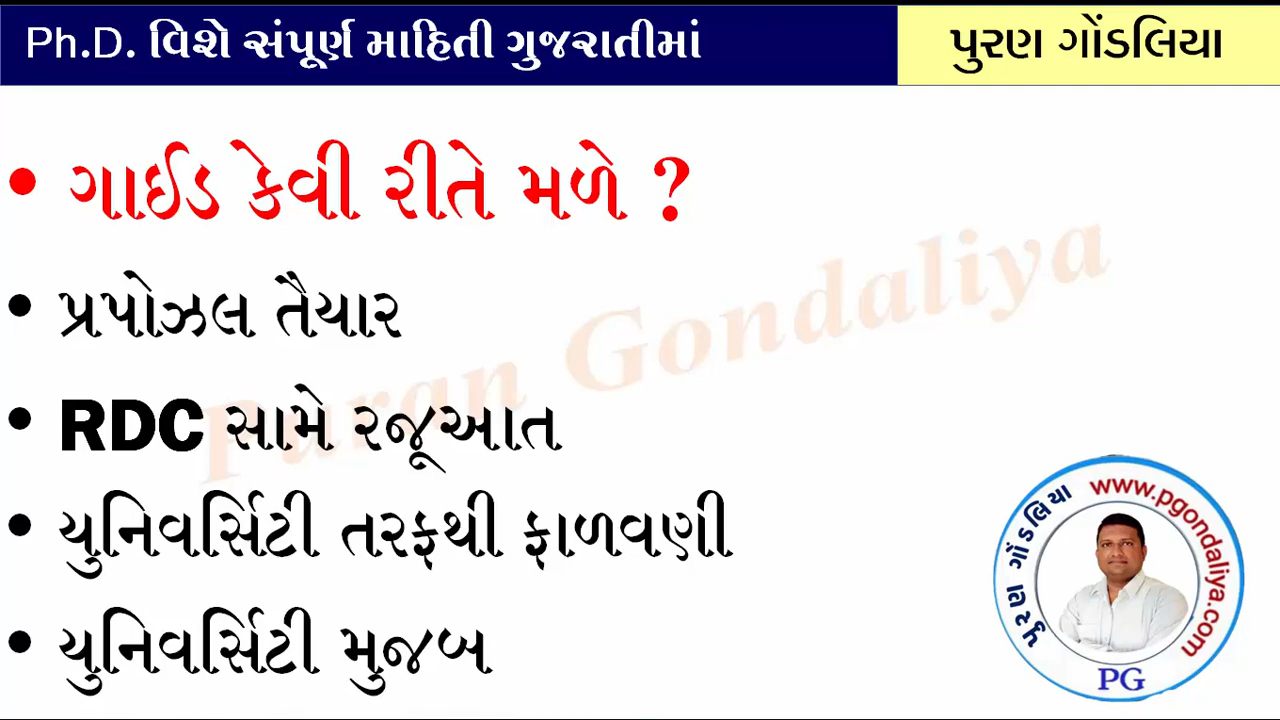 Ph.D. વિશે સંપૂર્ણ માહિતી ગુજરાતીમાં
પુરણ ગોંડલિયા
• ગાઈડ કેવી રીતે મળે ?
• પ્રપોઝલ તૈયાર
• RDC સામે રજૂઆત
• યુનિવર્સિટી તરફથી ફાળવણી
• યુનિવર્સિટી મુજબ
Puran Gondaliya
પુરણ ગોંડલિયા
www.pgondaliya.com
PG